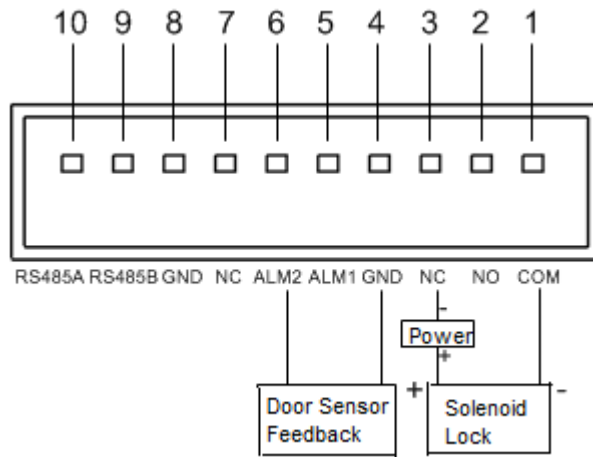 10 9 8 7 6 5 4 3 2 1
RS485A RS485B GND NC ALM2 ALM1 GND NC NO COM
-
Power
+
+ -
Door Sensor Solenoid
Feedback Lock